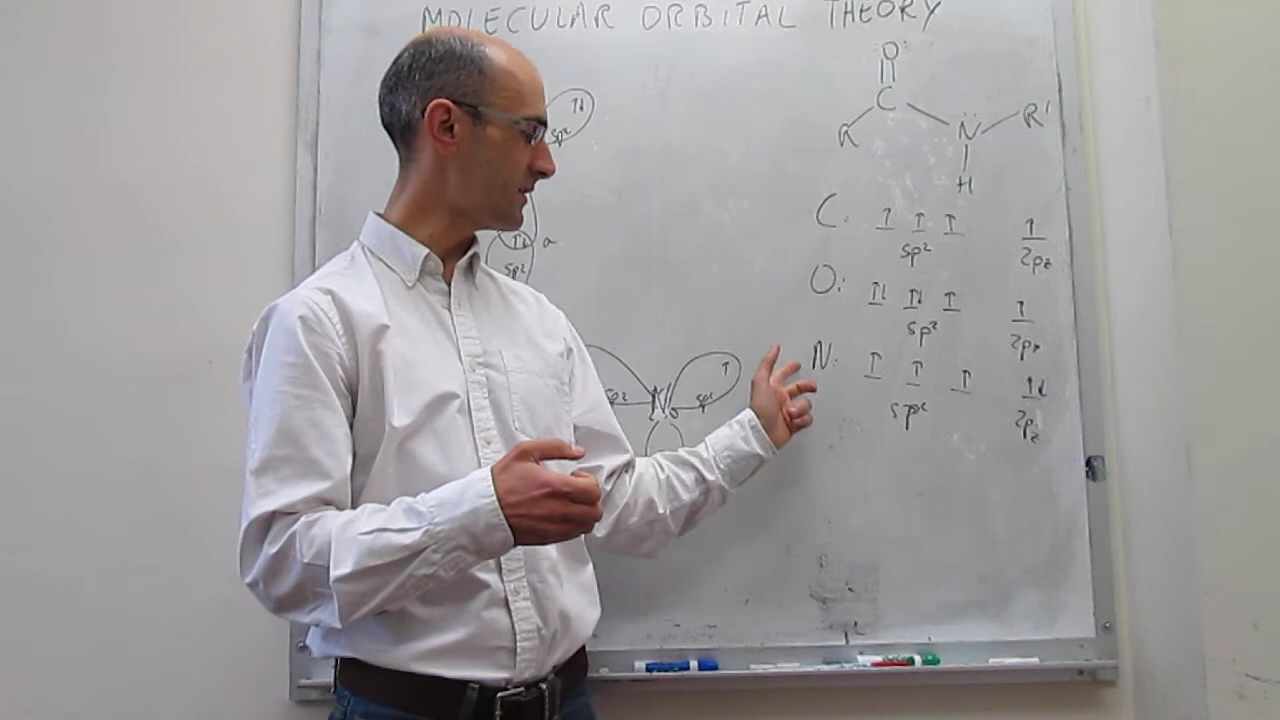 MOLECULAR ORBITAL THEORY
↑↓
sp²
:O:
C
R
N̈
R'
H
C: ↑ ↑ ↑ ↑
sp² 2pz
O: ↑↓ ↑↓ ↑ ↑
sp² 2pz
N: ↑ ↑ ↑ ↑↓
sp² 2pz
↑↓
sp²
↑
sp² N sp²